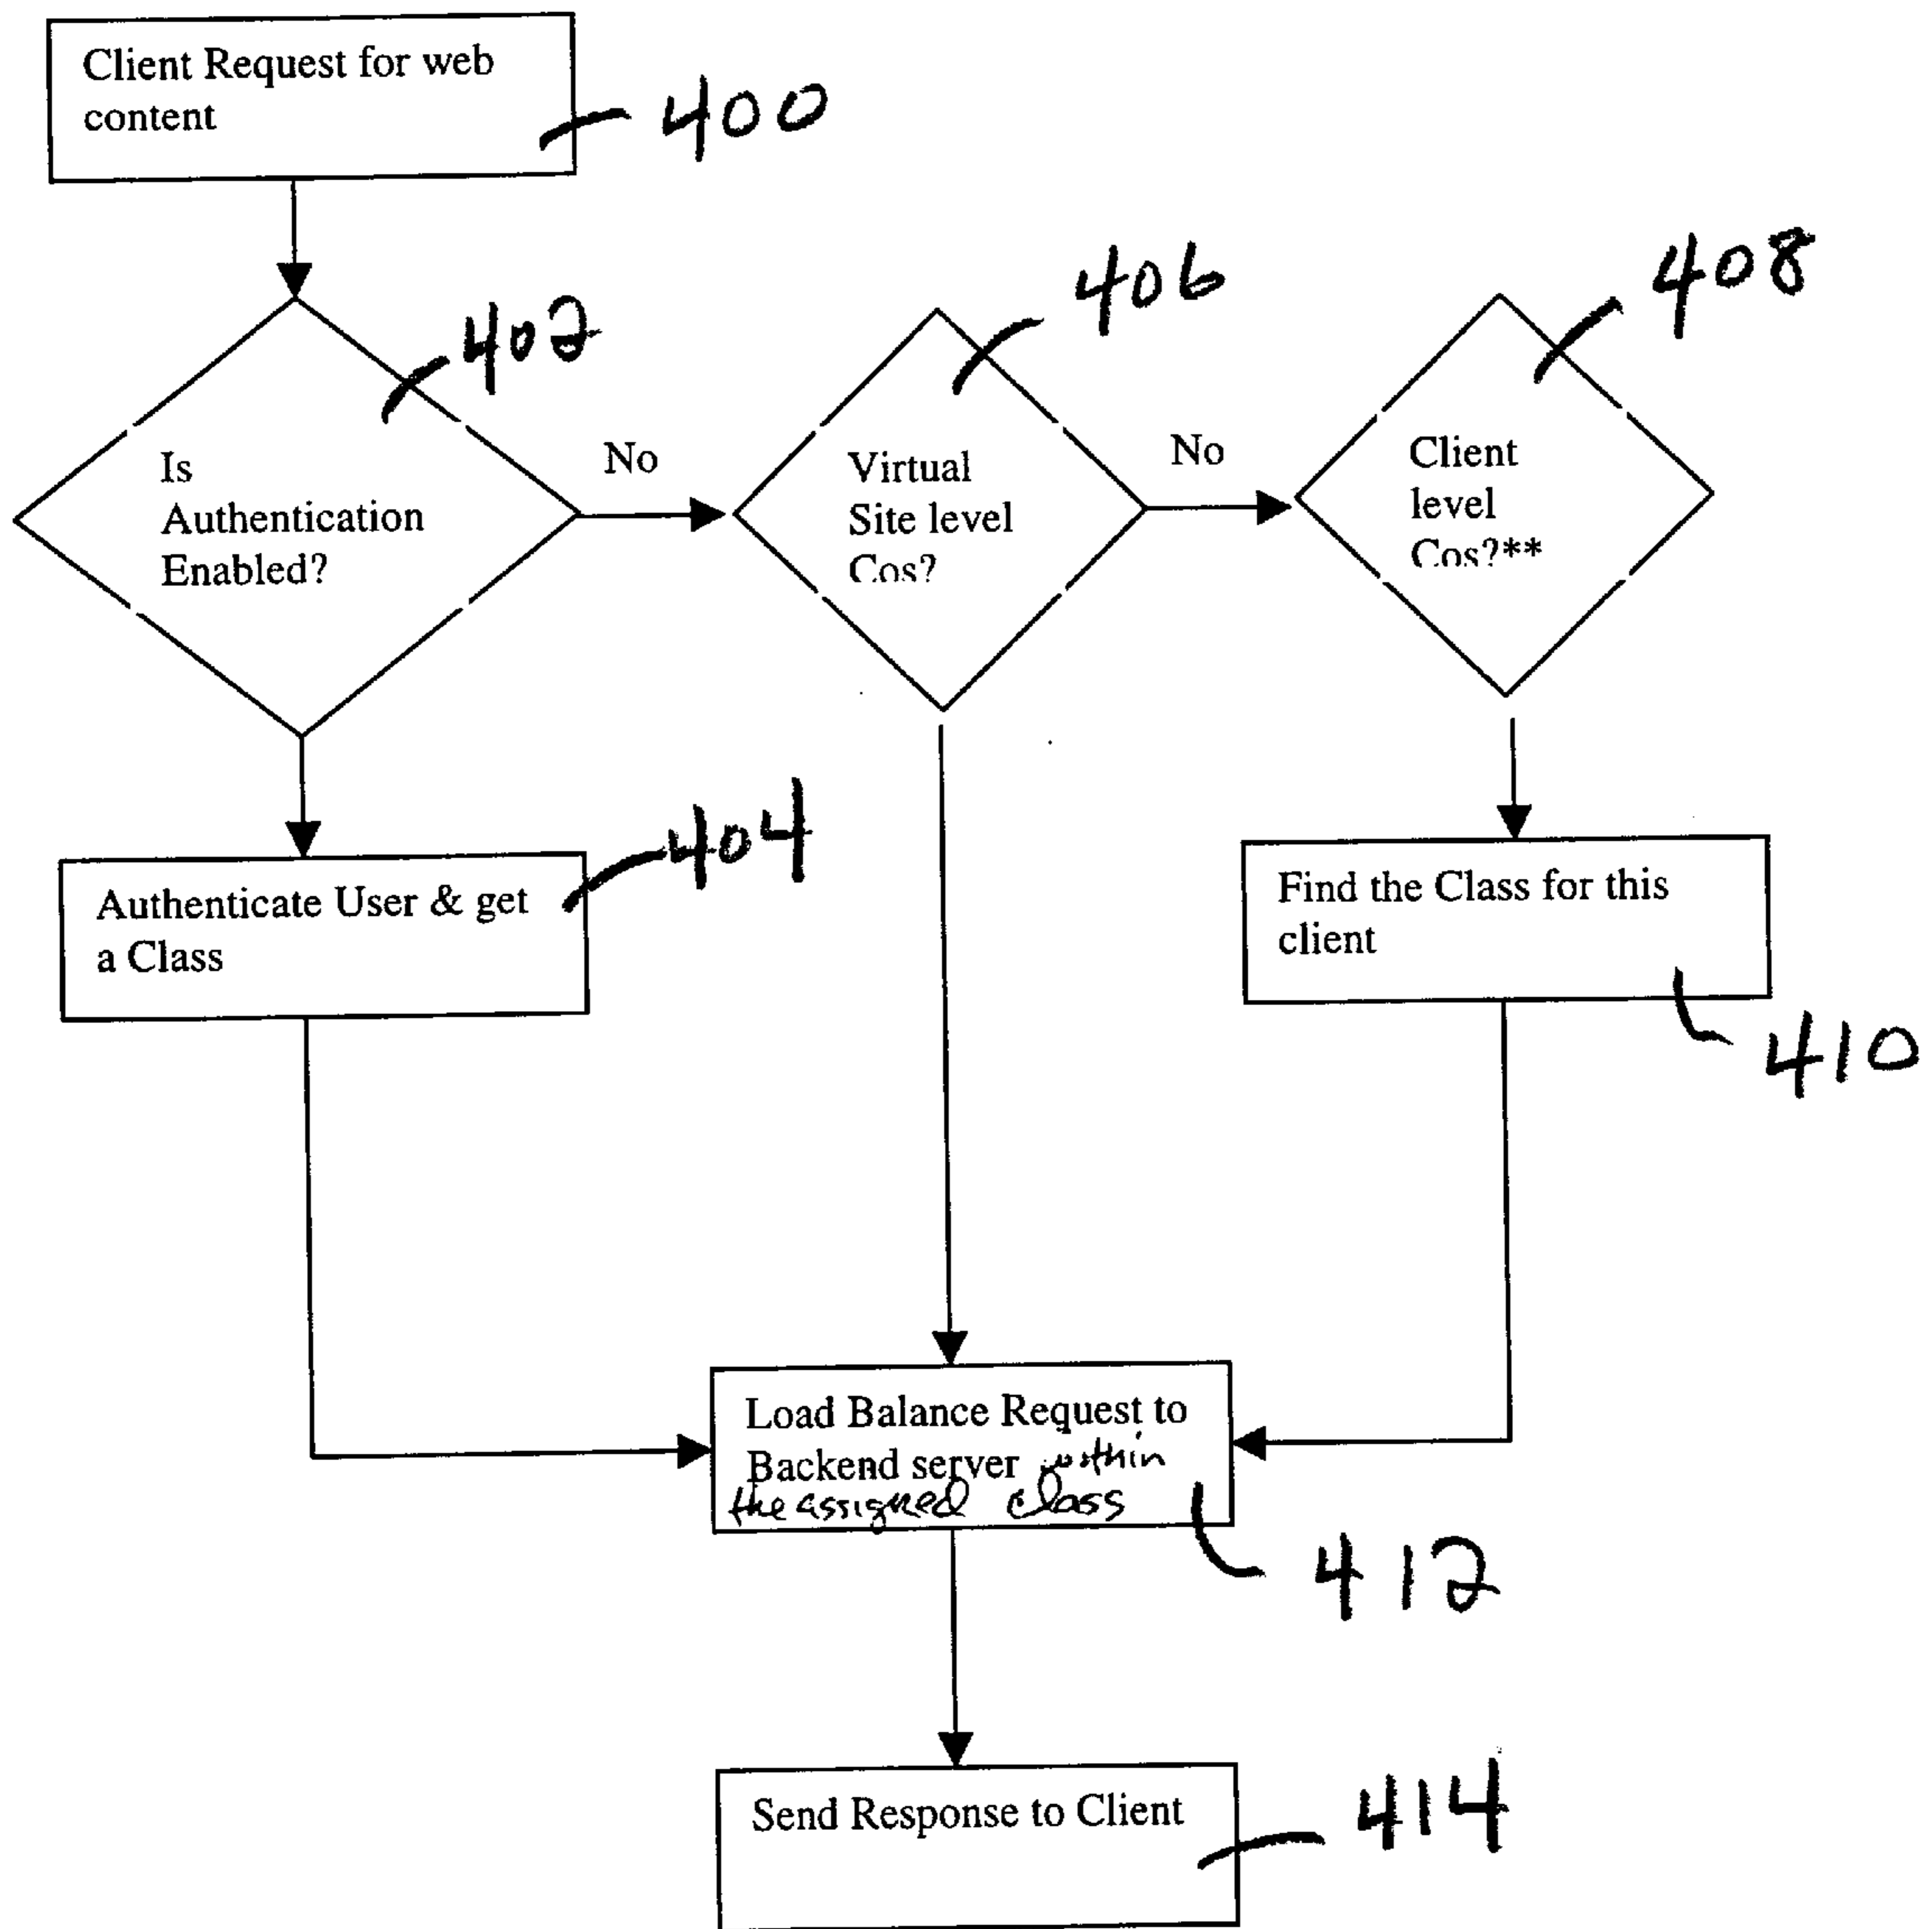 Client Request for web
content
400
402
406
408
Is
Authentication
Enabled?
No
Virtual
Site level
Cos?
No
Client
level
Cos?**
404
Authenticate User & get
a Class
Find the Class for this
client
410
Load Balance Request to
Backend server within
the assigned class
412
Send Response to Client
414